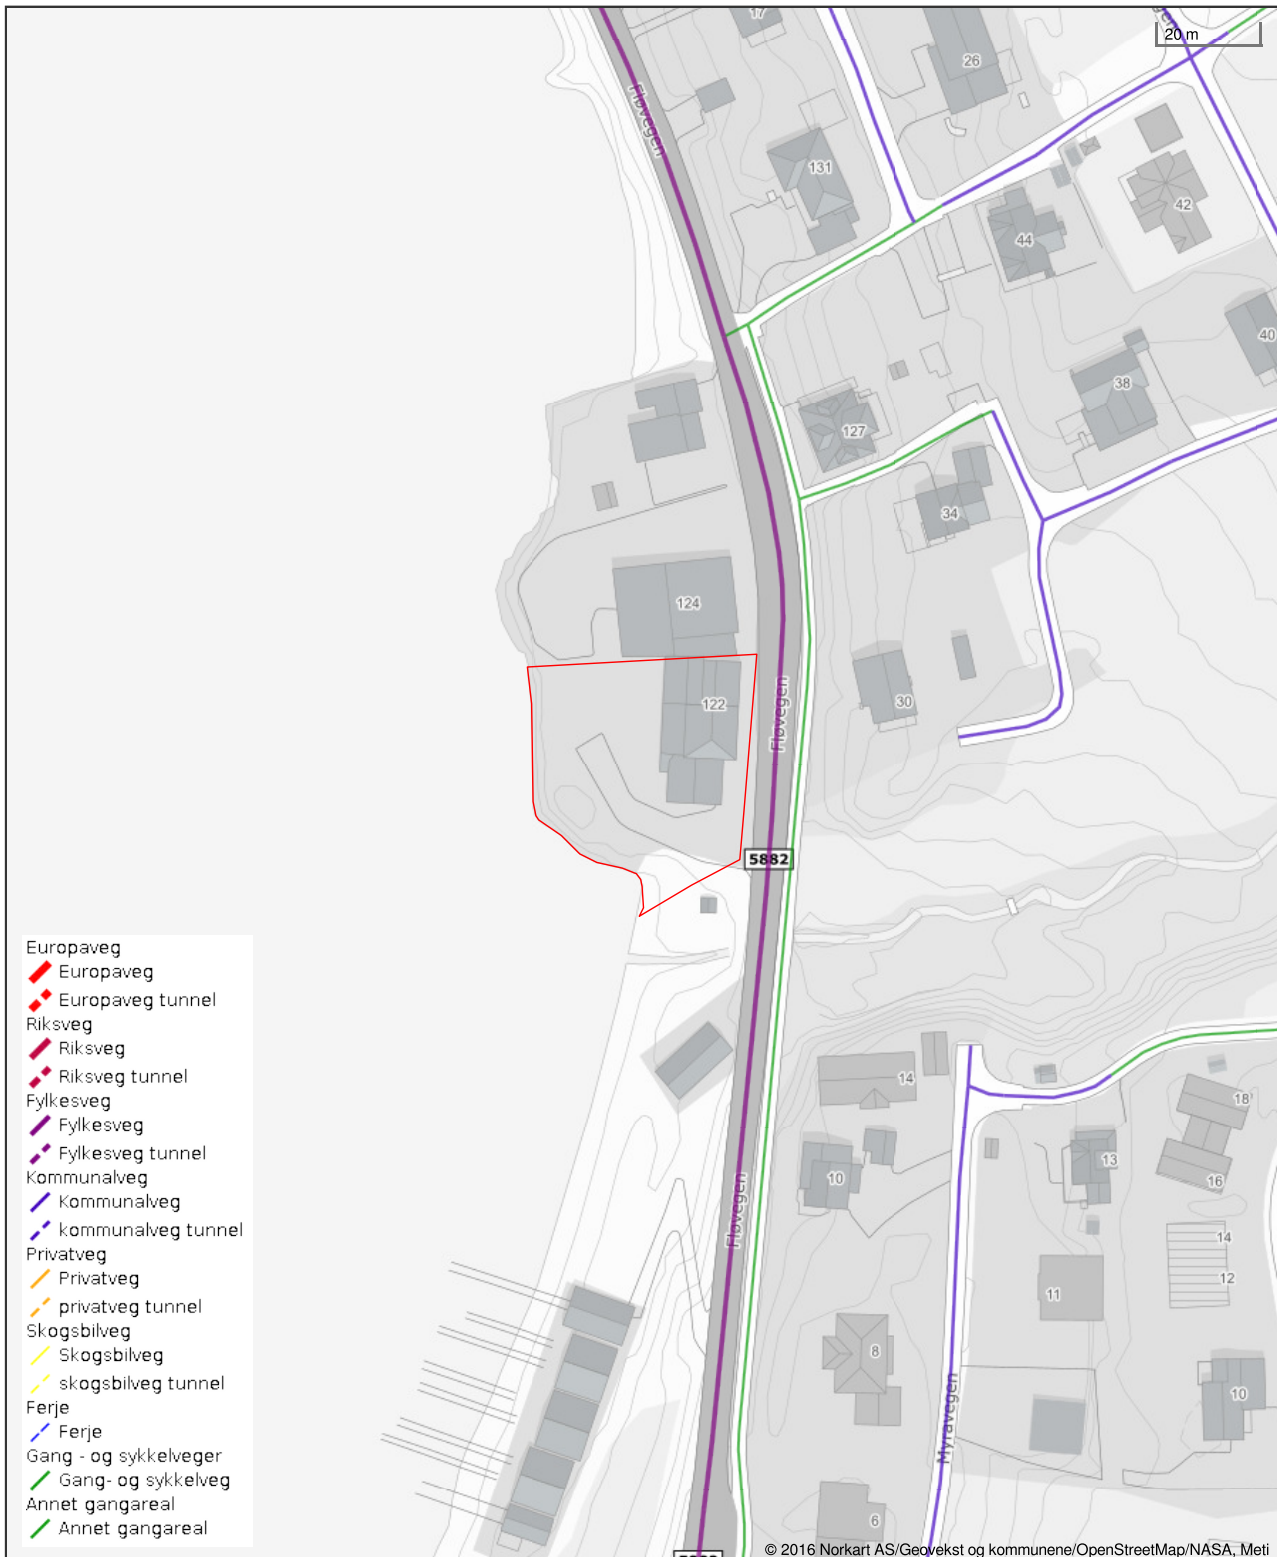 17
gen
20 m
26
Fløvegen
131
42
44
40
38
127
34
124
30
122
Fløvegen
5882
Europaveg
Europaveg
Europaveg tunnel
Riksveg
Riksveg
Riksveg tunnel
Fylkesveg
Fylkesveg
Fylkesveg tunnel
Kommunalveg
Kommunalveg
kommunalveg tunnel
Privatveg
Privatveg
privatveg tunnel
Skogsbilveg
Skogsbilveg
skogsbilveg tunnel
Ferje
Ferje
Gang - og sykkelveger
Gang- og sykkelveg
Annet gangareal
Annet gangareal
14
18
13
10
16
Fløvegen
14
12
11
8
10
Myravegen
6
© 2016 Norkart AS/Geovekst og kommunene/OpenStreetMap/NASA, Meti